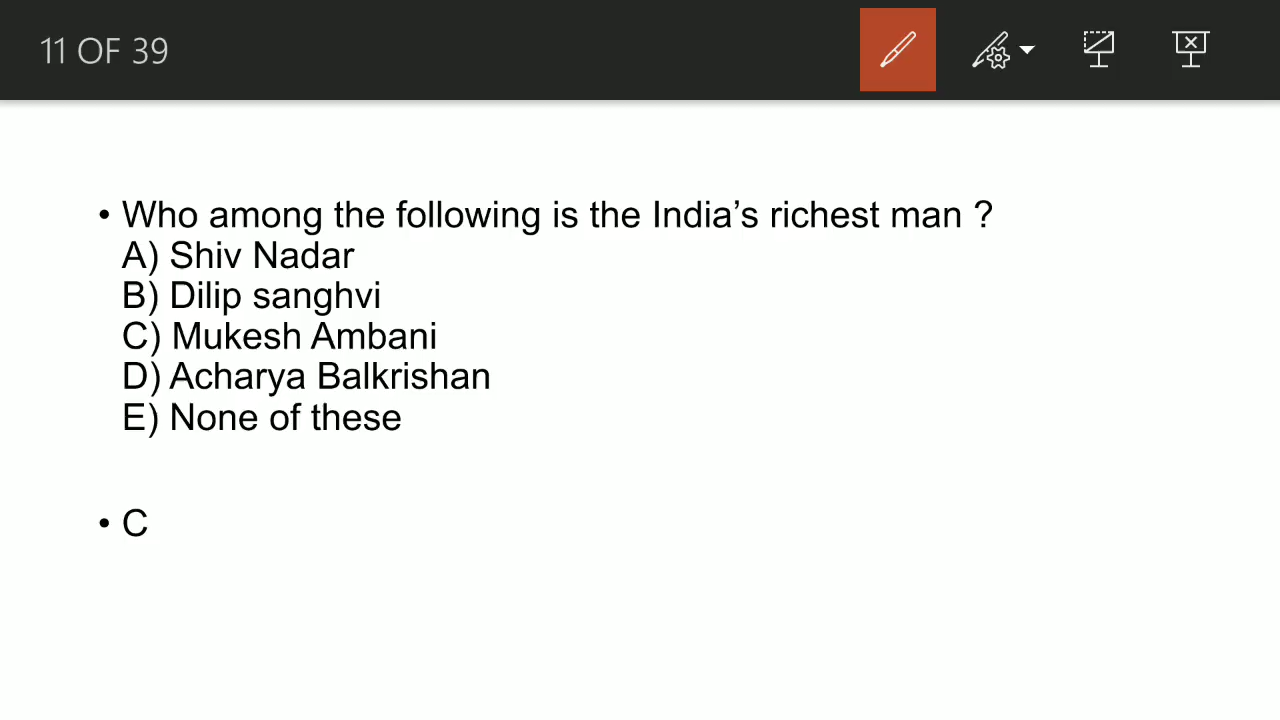 11 OF 39
• Who among the following is the India’s richest man ?
A) Shiv Nadar
B) Dilip sanghvi
C) Mukesh Ambani
D) Acharya Balkrishan
E) None of these
• C